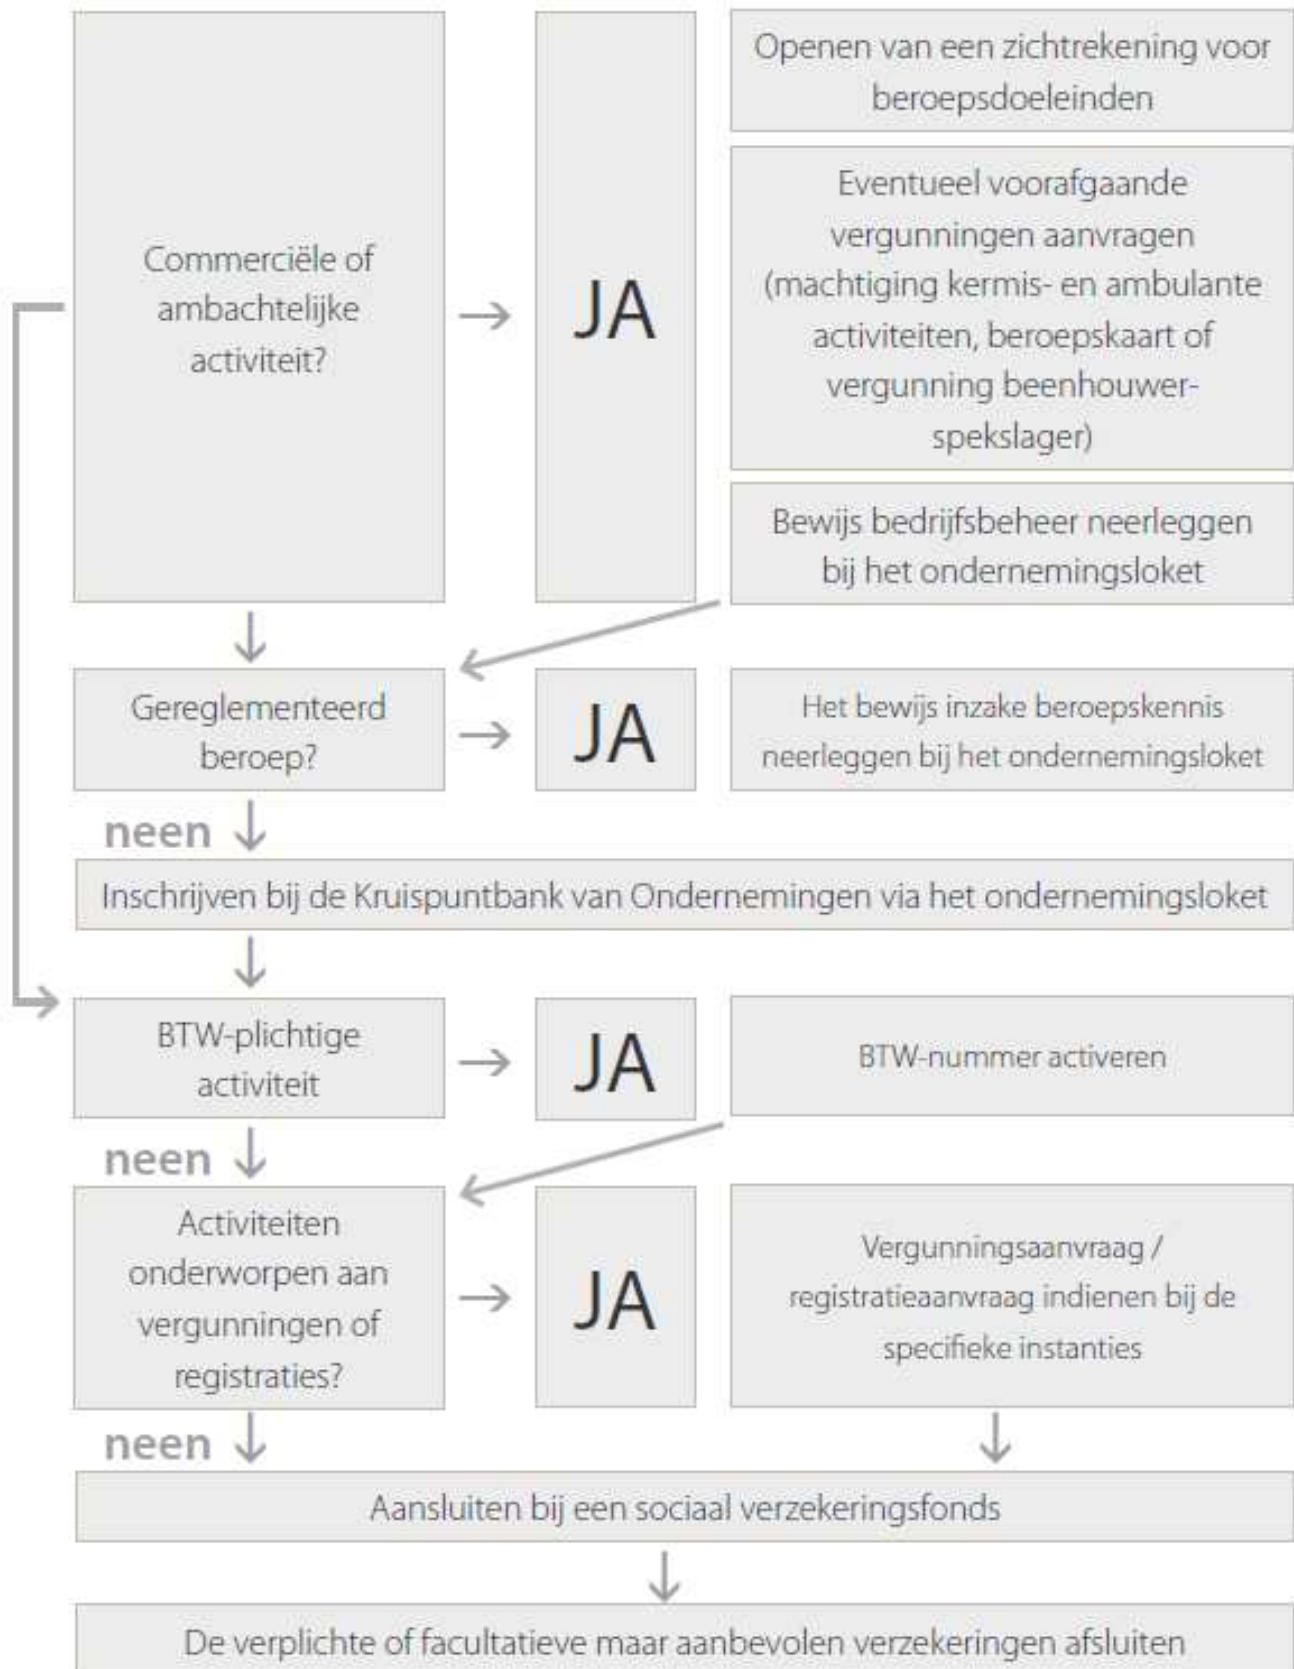 Commerciële of
ambachtelijke
activiteit?
JA
Openen van een zichtrekening voor
beroepsdoeleinden
Eventueel voorafgaande
vergunningen aanvragen
(machtiging kermis- en ambulante
activiteiten, beroepskaart of
vergunning beenhouwer-
spekslager)
Bewijs bedrijfsbeheer neerleggen
bij het ondernemingsloket
Gereglementeerd
beroep?
JA
Het bewijs inzake beroepskennis
neerleggen bij het ondernemingsloket
neen
Inschrijven bij de Kruispuntbank van Ondernemingen via het ondernemingsloket
BTW-plichtige
activiteit
JA
BTW-nummer activeren
neen
Activiteiten
onderworpen aan
vergunningen of
registraties?
JA
Vergunningsaanvraag /
registratieaanvraag indienen bij de
specifieke instanties
neen
Aansluiten bij een sociaal verzekeringsfonds
De verplichte of facultatieve maar aanbevolen verzekeringen afsluiten